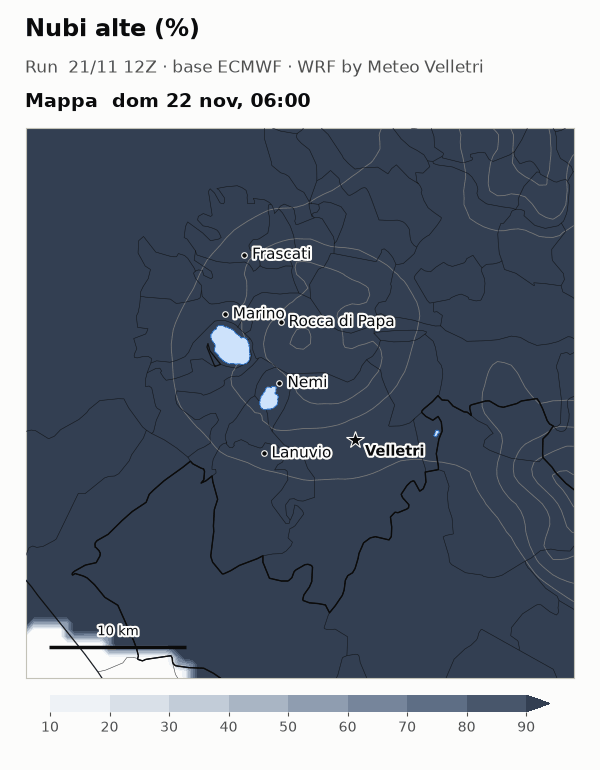 Nubi alte (%)
Run  21/11 12Z · base ECMWF · WRF by Meteo Velletri
Mappa  dom 22 nov, 06:00
Frascati
Marino
Rocca di Papa
Nemi
Velletri
Lanuvio
10 km
10 20 30 40 50 60 70 80 90